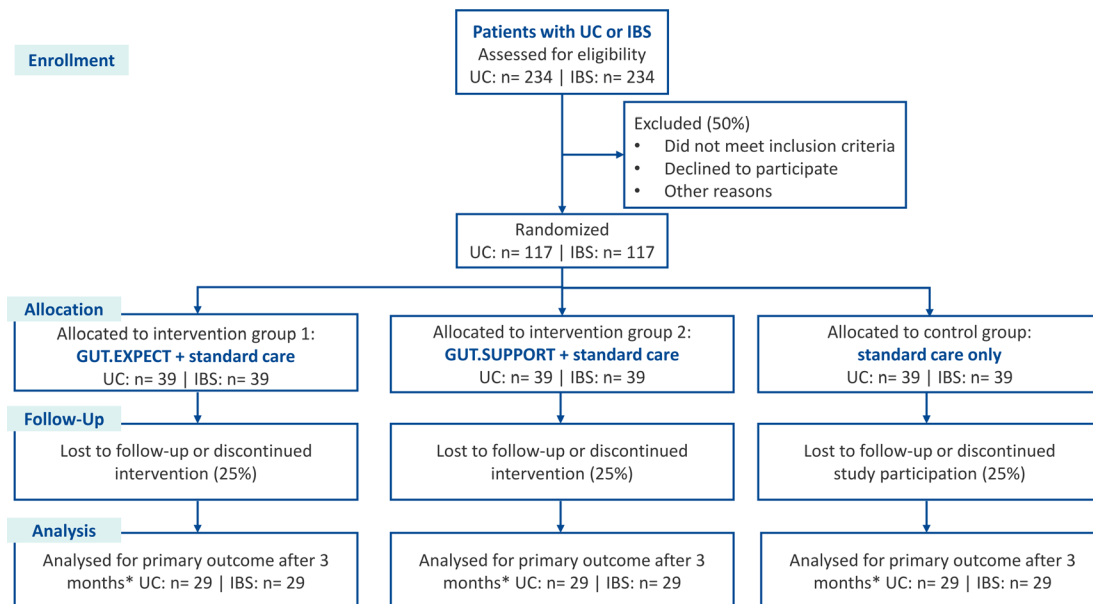 Enrollment
Patients with UC or IBS
Assessed for eligibility
UC: n= 234 | IBS: n= 234
Excluded (50%)
• Did not meet inclusion criteria
• Declined to participate
• Other reasons
Randomized
UC: n= 117 | IBS: n= 117
Allocation
Allocated to intervention group 1:
GUT.EXPECT + standard care
UC: n= 39 | IBS: n= 39
Allocated to intervention group 2:
GUT.SUPPORT + standard care
UC: n= 39 | IBS: n= 39
Allocated to control group:
standard care only
UC: n= 39 | IBS: n= 39
Follow-Up
Lost to follow-up or discontinued
intervention (25%)
Lost to follow-up or discontinued
intervention (25%)
Lost to follow-up or discontinued
study participation (25%)
Analysis
Analysed for primary outcome after 3
months* UC: n= 29 | IBS: n= 29
Analysed for primary outcome after 3
months* UC: n= 29 | IBS: n= 29
Analysed for primary outcome after 3
months* UC: n= 29 | IBS: n= 29